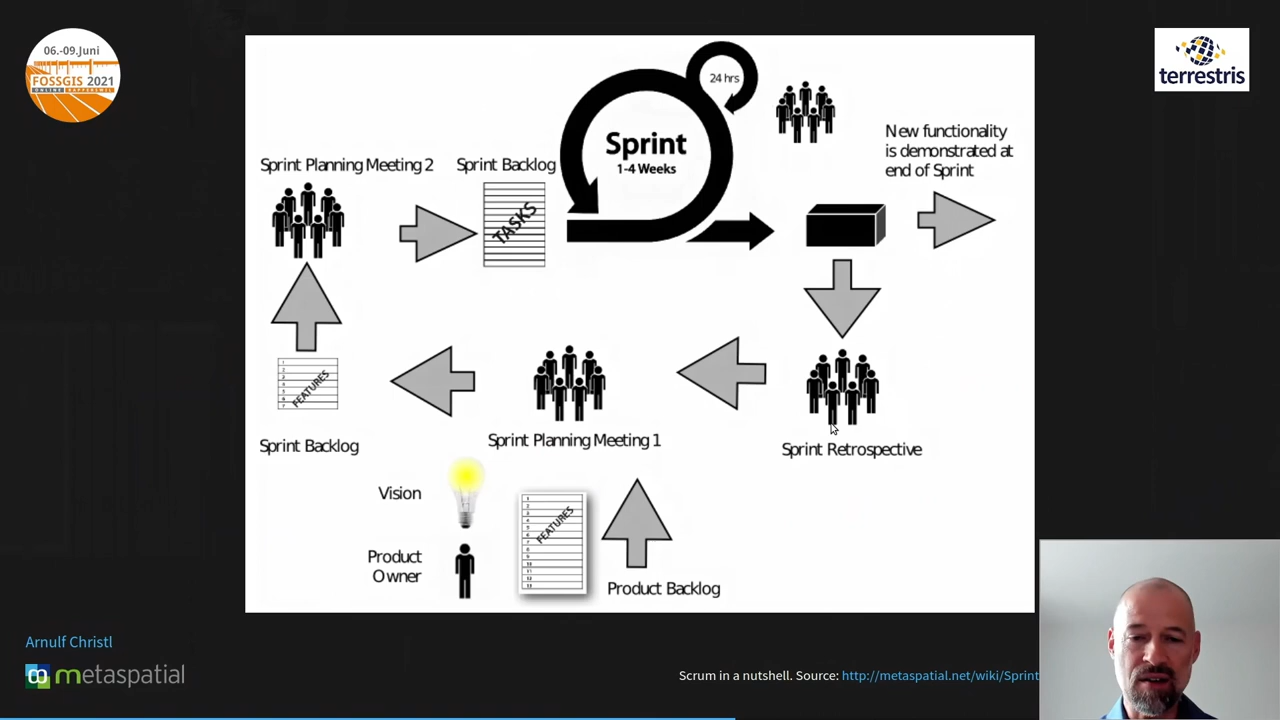 06.-09.Juni
FOSSGIS 2021
terrestris
24 hrs
Sprint
1-4 Weeks
New functionality
is demonstrated at
end of Sprint
Sprint Planning Meeting 2
Sprint Backlog
TASKS
FEATURES
Sprint Backlog
Sprint Planning Meeting 1
Sprint Retrospective
Vision
Product
Owner
FEATURES
Product Backlog
Arnulf Christl
metaspatial
Scrum in a nutshell. Source: http://metaspatial.net/wiki/Sprint